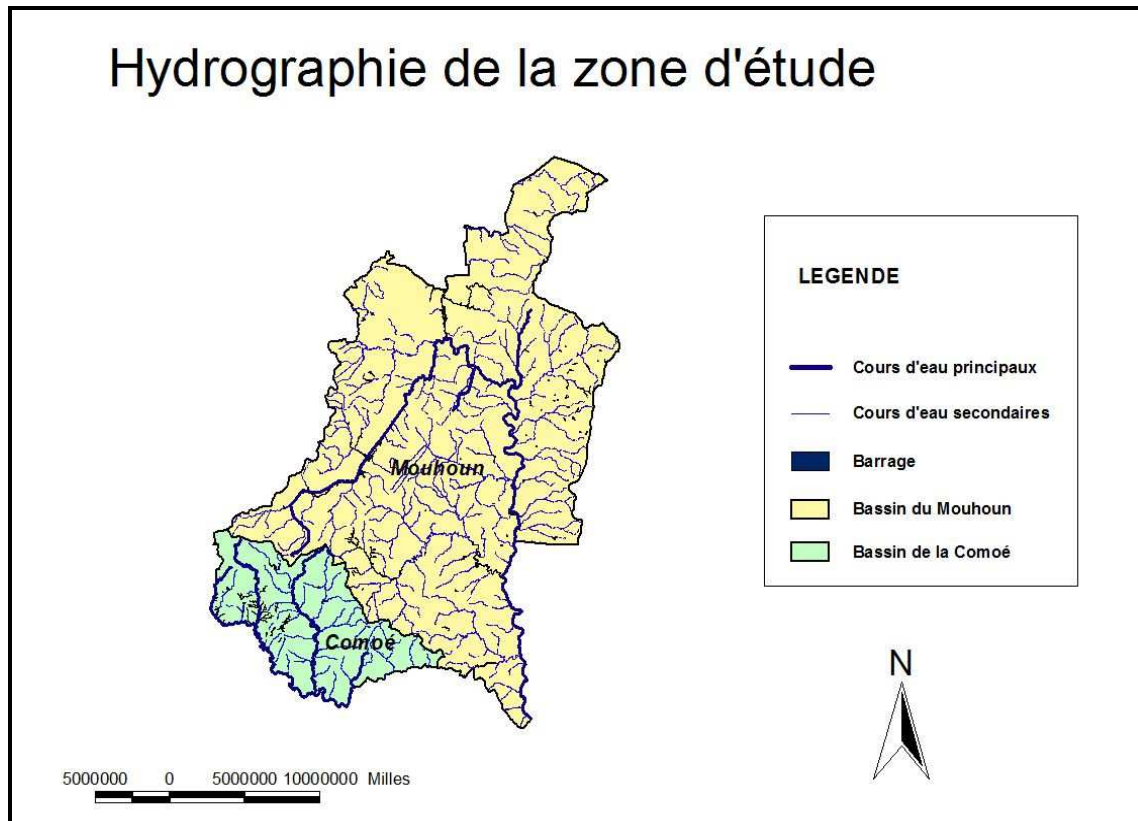 Hydrographie de la zone d'étude
LEGENDE
Cours d'eau principaux
Cours d'eau secondaires
Barrage
Bassin du Mouhoun
Bassin de la Comoé
Mouhoun
Comoé
N
5000000 0 5000000 10000000 Milles